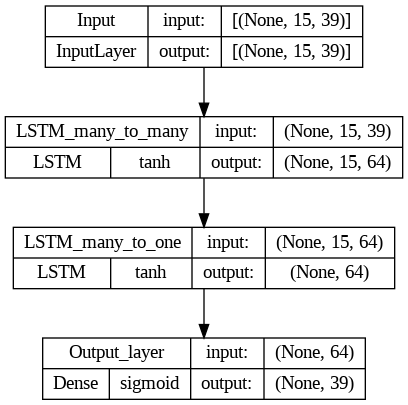 Input input: [(None, 15, 39)]
InputLayer output: [(None, 15, 39)]
LSTM_many_to_many input: (None, 15, 39)
LSTM tanh output: (None, 15, 64)
LSTM_many_to_one input: (None, 15, 64)
LSTM tanh output: (None, 64)
Output_layer input: (None, 64)
Dense sigmoid output: (None, 39)